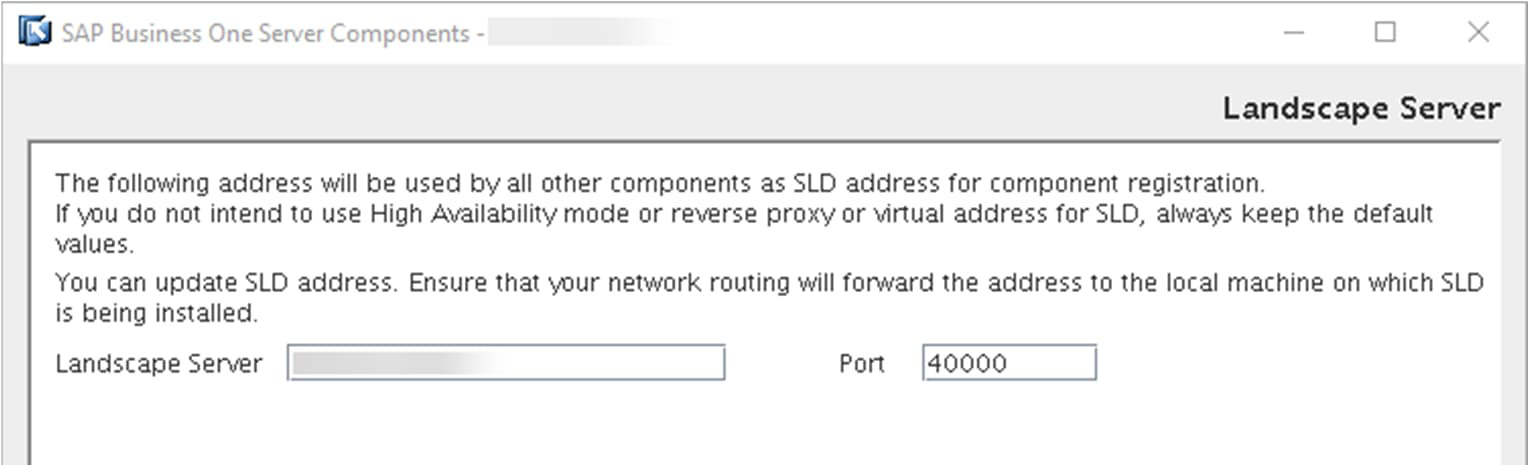 SAP Business One Server Components -
Landscape Server
The following address will be used by all other components as SLD address for component registration.
If you do not intend to use High Availability mode or reverse proxy or virtual address for SLD, always keep the default
values.
You can update SLD address. Ensure that your network routing will forward the address to the local machine on which SLD
is being installed.
Landscape Server Port 40000